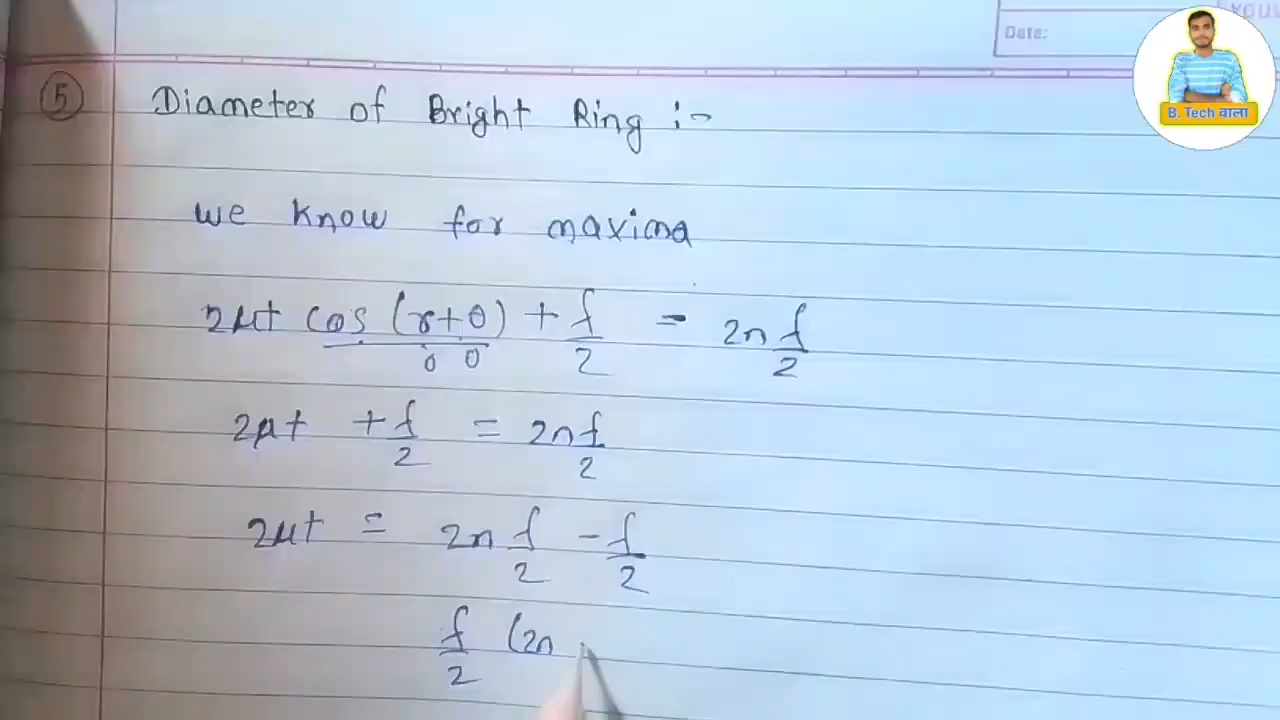 Date:
YOUV
B. Tech वाला
5 Diameter of Bright Ring :-
we know for maxima
2μt cos (r+θ) + λ/2 = 2n λ/2
0 0
2μt + λ/2 = 2n λ/2
2μt = 2n λ/2 - λ/2
λ/2 (2n